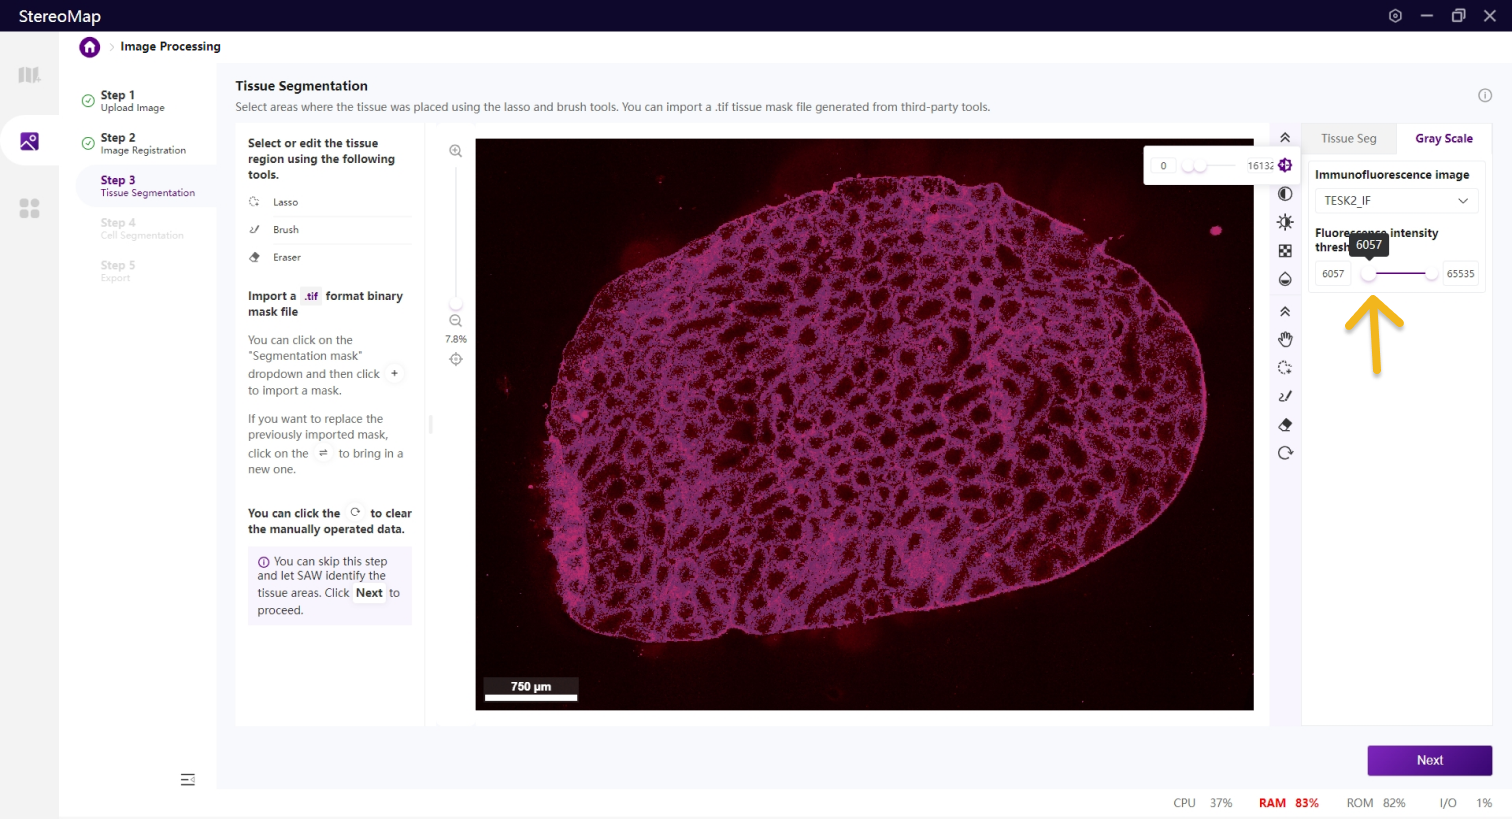 StereoMap
Image Processing
Step 1
Upload Image
Step 2
Image Registration
Step 3
Tissue Segmentation
Step 4
Cell Segmentation
Step 5
Export
Tissue Segmentation
Select areas where the tissue was placed using the lasso and brush tools. You can import a .tif tissue mask file generated from third-party tools.
Select or edit the tissue
region using the following
tools.
Lasso
Brush
Eraser
Import a .tif format binary
mask file
You can click on the
"Segmentation mask"
dropdown and then click +
to import a mask.
If you want to replace the
previously imported mask,
click on the ⇌ to bring in a
new one.
You can click the to clear
the manually operated data.
You can skip this step
and let SAW identify the
tissue areas. Click Next to
proceed.
7.8%
750 μm
0 16132
Tissue Seg Gray Scale
Immunofluorescence image
TESK2_IF
Fluorescence intensity
6057
6057 65535
Next
CPU 37% RAM 83% ROM 82% I/O 1%